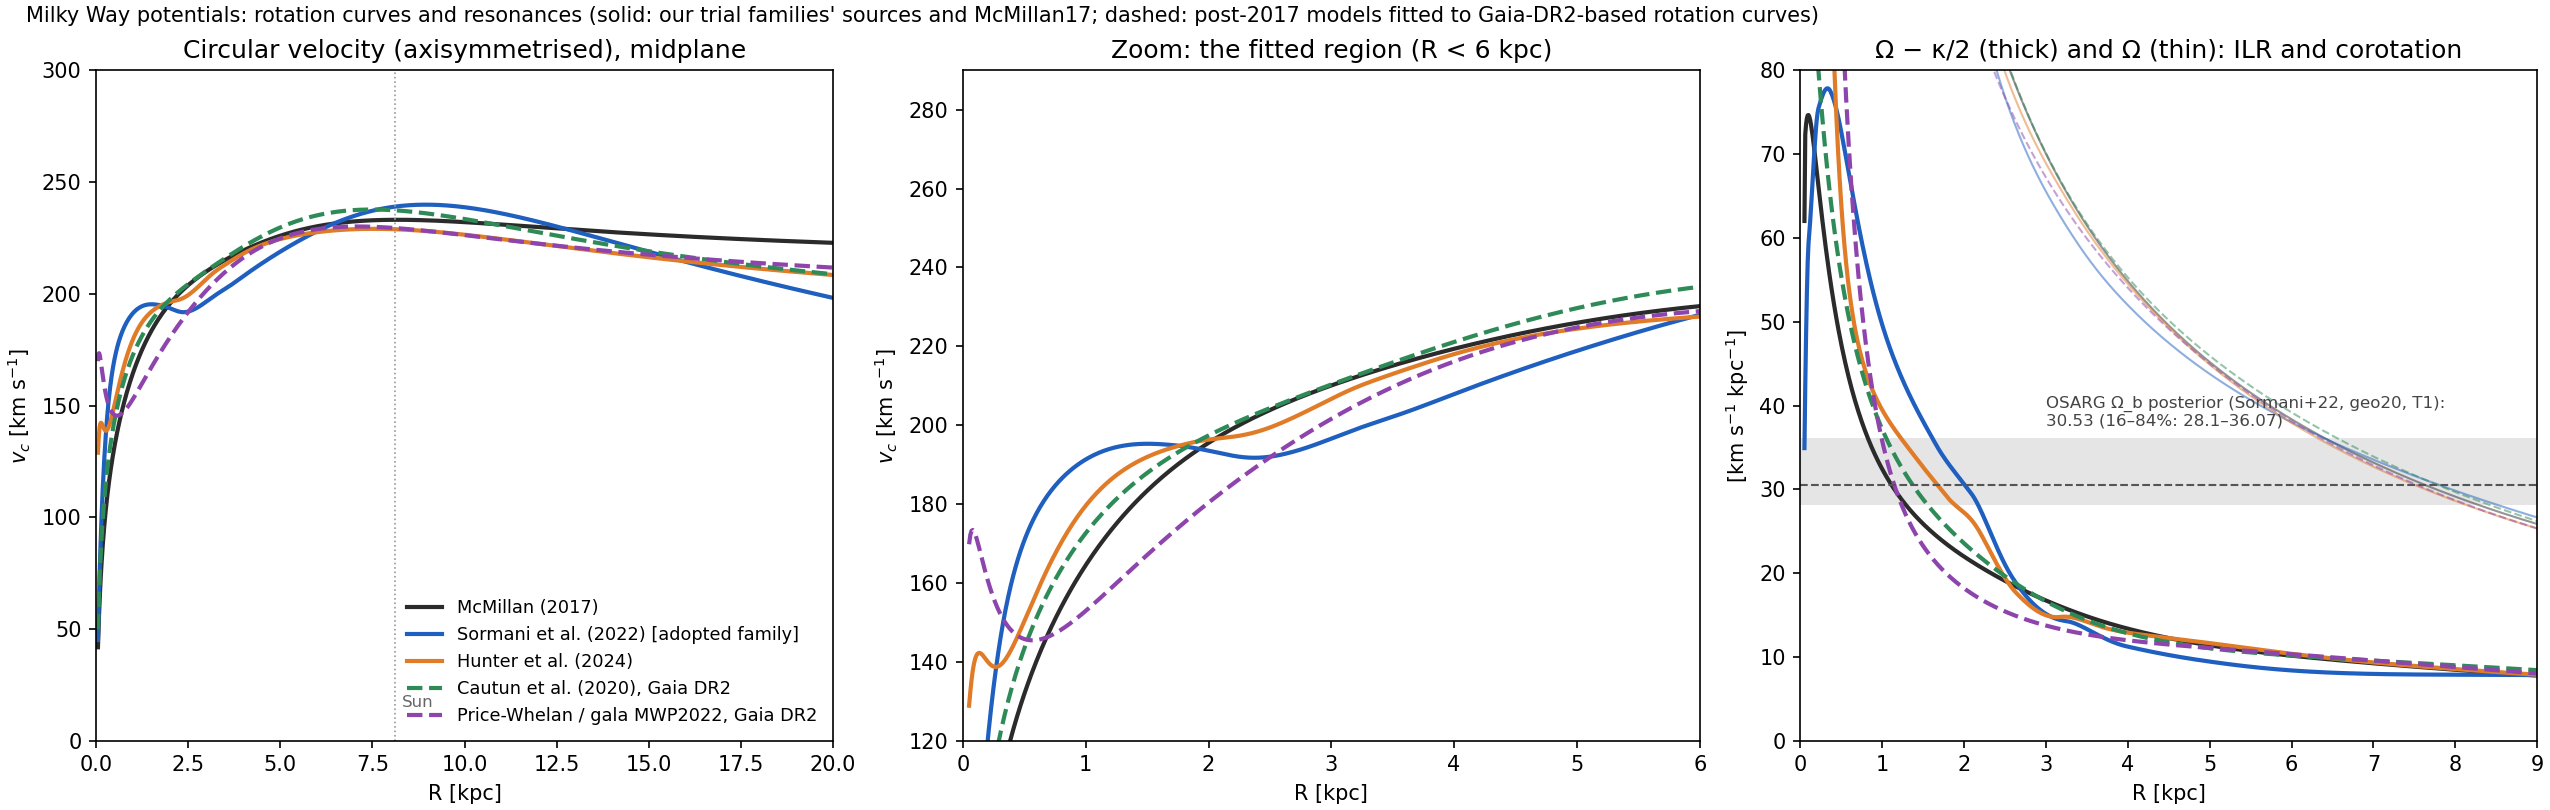 Milky Way potentials: rotation curves and resonances (solid: our trial families' sources and McMillan17; dashed: post-2017 models fitted to Gaia-DR2-based rotation curves)
Circular velocity (axisymmetrised), midplane
300
250
200
150
100
50
0
v_c [km s⁻¹]
McMillan (2017)
Sormani et al. (2022) [adopted family]
Hunter et al. (2024)
Cautun et al. (2020), Gaia DR2
Sun
Price-Whelan / gala MWP2022, Gaia DR2
0.0 2.5 5.0 7.5 10.0 12.5 15.0 17.5 20.0
R [kpc]
Zoom: the fitted region (R < 6 kpc)
280
260
240
220
200
180
160
140
120
v_c [km s⁻¹]
0 1 2 3 4 5 6
R [kpc]
Ω − κ/2 (thick) and Ω (thin): ILR and corotation
80
70
60
50
40
30
20
10
0
[km s⁻¹ kpc⁻¹]
OSARG Ω_b posterior (Sormani+22, geo20, T1):
30.53 (16–84%: 28.1–36.07)
0 1 2 3 4 5 6 7 8 9
R [kpc]